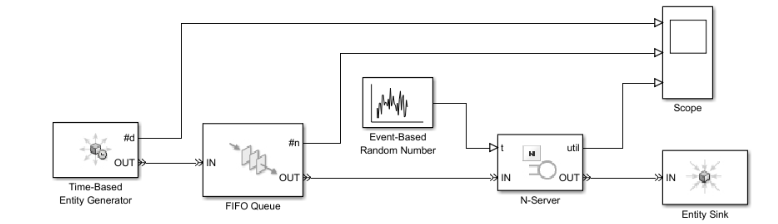 Scope
#d
OUT
Time-Based
Entity Generator
IN
#n
OUT
FIFO Queue
Event-Based
Random Number
t
util
IN
OUT
N-Server
IN
Entity Sink